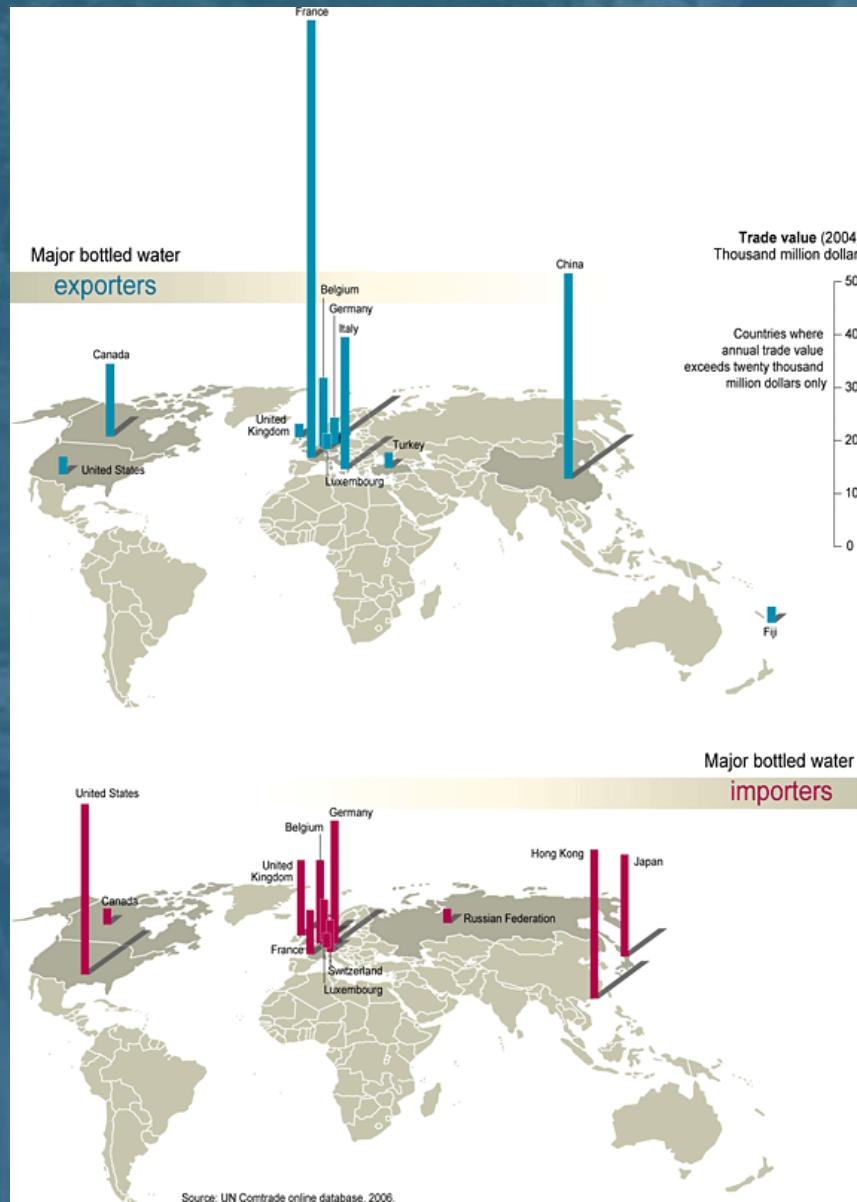 France
Major bottled water
exporters
Trade value (2004
Thousand million dollar
50
40
30
20
10
0
Countries where
annual trade value
exceeds twenty thousand
million dollars only
China
Belgium
Germany
Italy
Canada
United
Kingdom
Turkey
United States
Luxembourg
Fiji
Major bottled water
importers
United States
Germany
Belgium
Hong Kong
Japan
United
Kingdom
Canada
Russian Federation
France
Switzerland
Luxembourg
Source: UN Comtrade online database, 2006.